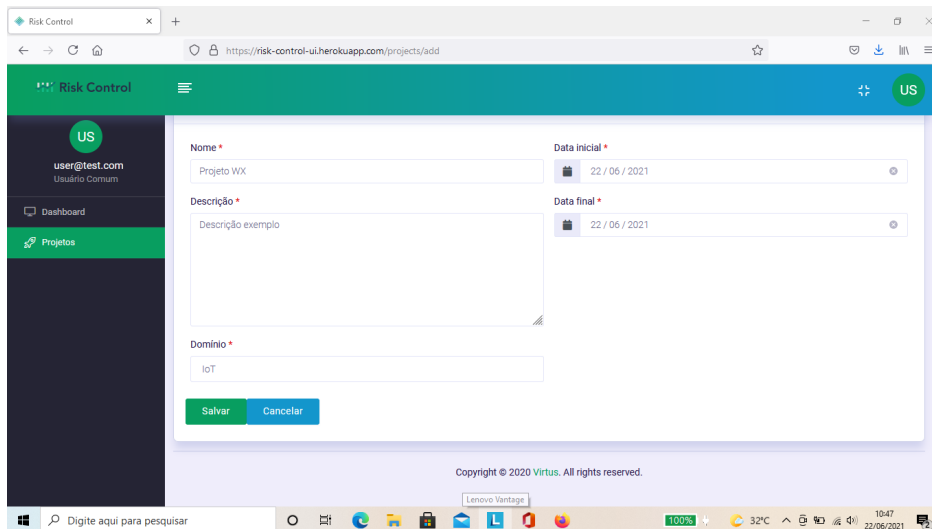 Risk Control
https://risk-control-ui.herokuapp.com/projects/add
Risk Control
US
US
user@test.com
Usuário Comum
Dashboard
Projetos
Nome *
Projeto WX
Data inicial *
22 / 06 / 2021
Descrição *
Descrição exemplo
Data final *
22 / 06 / 2021
Domínio *
IoT
Salvar
Cancelar
Copyright © 2020 Virtus. All rights reserved.
Lenovo Vantage
Digite aqui para pesquisar
L
100%
32°C
10:47
22/06/2021
2